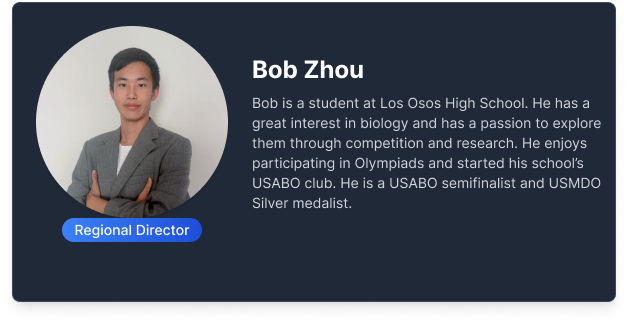 Bob Zhou
Bob is a student at Los Osos High School. He has a
great interest in biology and has a passion to explore
them through competition and research. He enjoys
participating in Olympiads and started his school’s
USABO club. He is a USABO semifinalist and USMDO
Silver medalist.
Regional Director